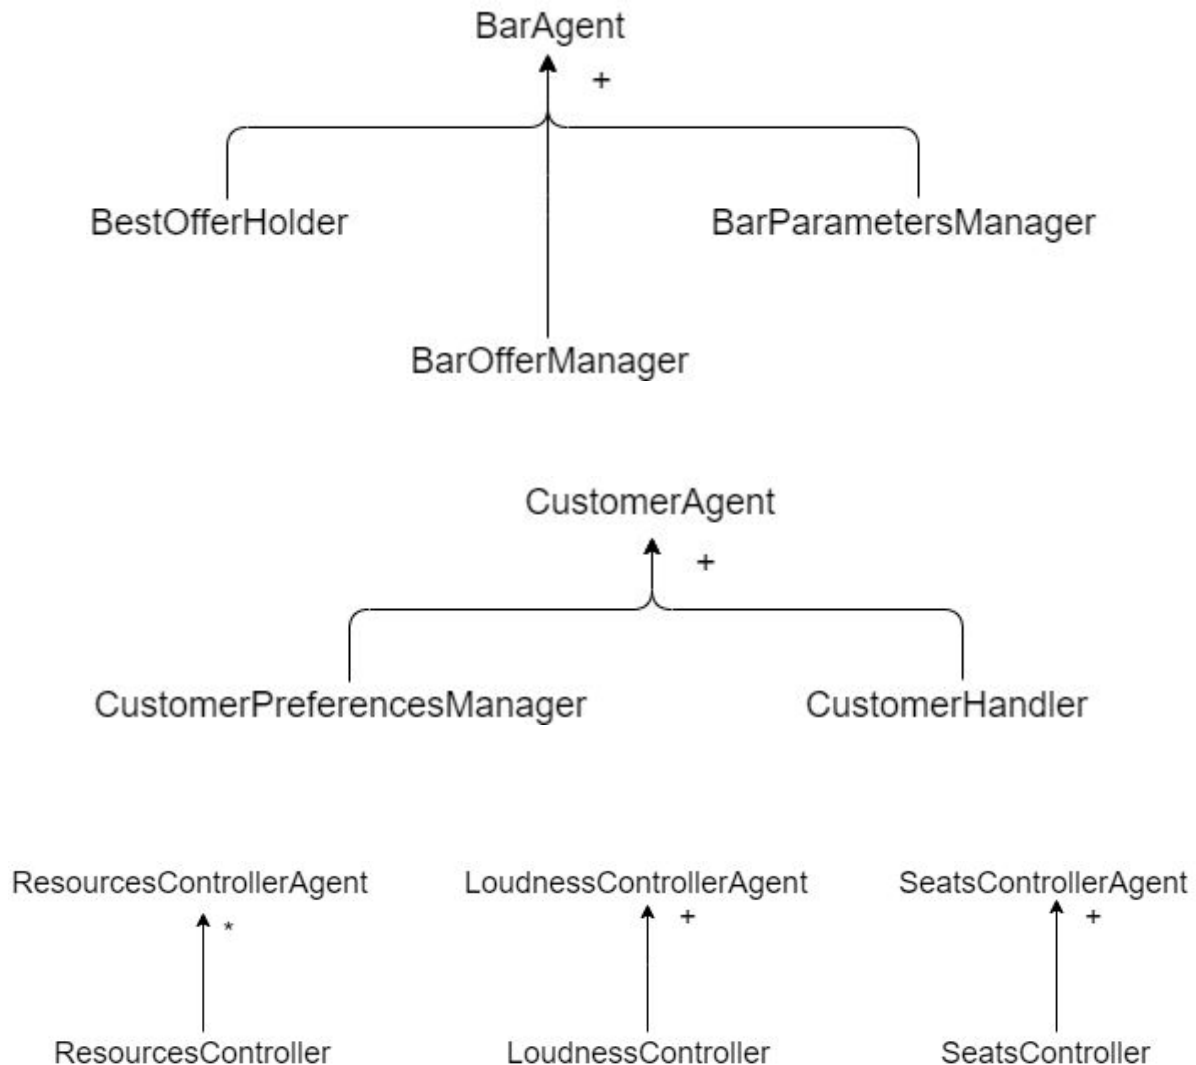 BarAgent
+
BestOfferHolder
BarParametersManager
BarOfferManager
CustomerAgent
+
CustomerPreferencesManager
CustomerHandler
ResourcesControllerAgent
LoudnessControllerAgent
SeatsControllerAgent
*
+
+
ResourcesController
LoudnessController
SeatsController